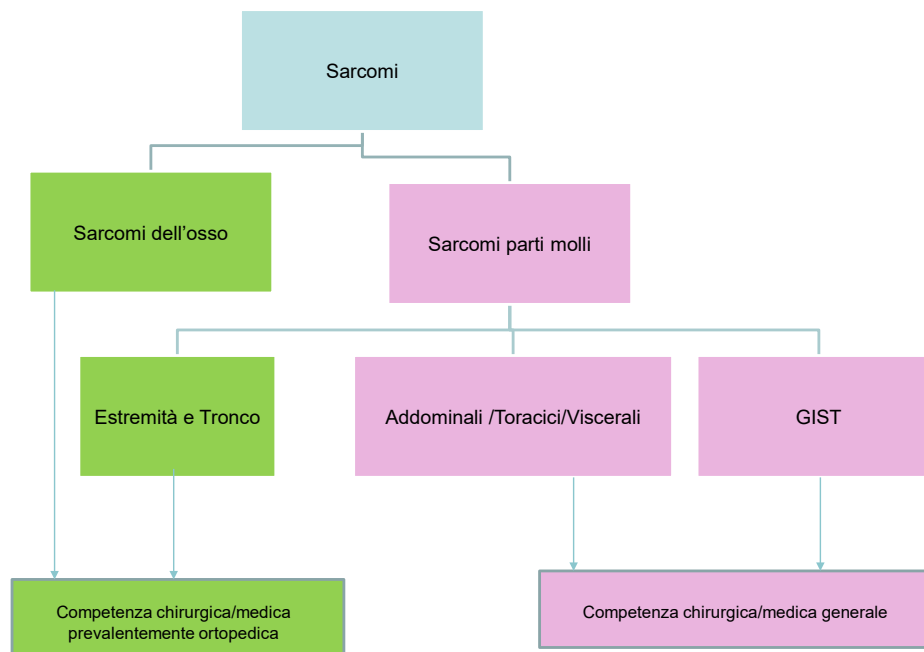 Sarcomi
Sarcomi dell’osso
Sarcomi parti molli
Estremità e Tronco
Addominali /Toracici/Viscerali
GIST
Competenza chirurgica/medica
prevalentemente ortopedica
Competenza chirurgica/medica generale